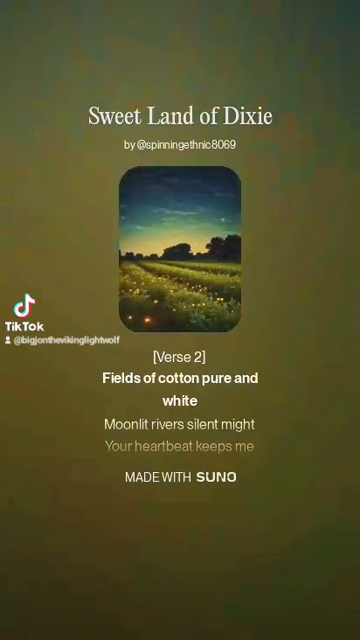 Sweet Land of Dixie
by @spinningethnic8069
TikTok
@bigjonthevikinglightwolf
[Verse 2]
Fields of cotton pure and
white
Moonlit rivers silent might
Your heartbeat keeps me
MADE WITH SUNO